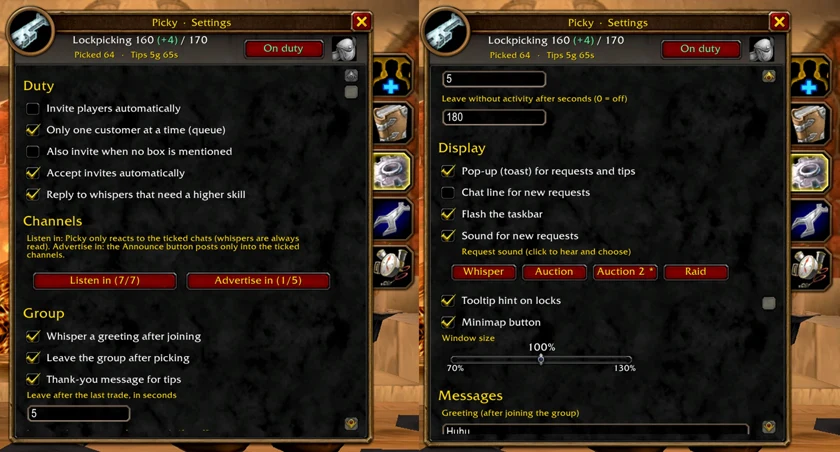 Picky · Settings
Lockpicking 160 (+4) / 170
Picked 64 · Tips 5g 65s
On duty
Duty
Invite players automatically
Only one customer at a time (queue)
Also invite when no box is mentioned
Accept invites automatically
Reply to whispers that need a higher skill
Channels
Listen in: Picky only reacts to the ticked chats (whispers are always
read). Advertise in: the Announce button posts only into the ticked
channels.
Listen in (7/7)
Advertise in (1/5)
Group
Whisper a greeting after joining
Leave the group after picking
Thank-you message for tips
Leave after the last trade, in seconds
5
Picky · Settings
Lockpicking 160 (+4) / 170
Picked 64 · Tips 5g 65s
On duty
5
Leave without activity after seconds (0 = off)
180
Display
Pop-up (toast) for requests and tips
Chat line for new requests
Flash the taskbar
Sound for new requests
Request sound (click to hear and choose)
Whisper
Auction
Auction 2 *
Raid
Tooltip hint on locks
Minimap button
Window size
100%
70%
130%
Messages
Greeting (after joining the group)
Huhu